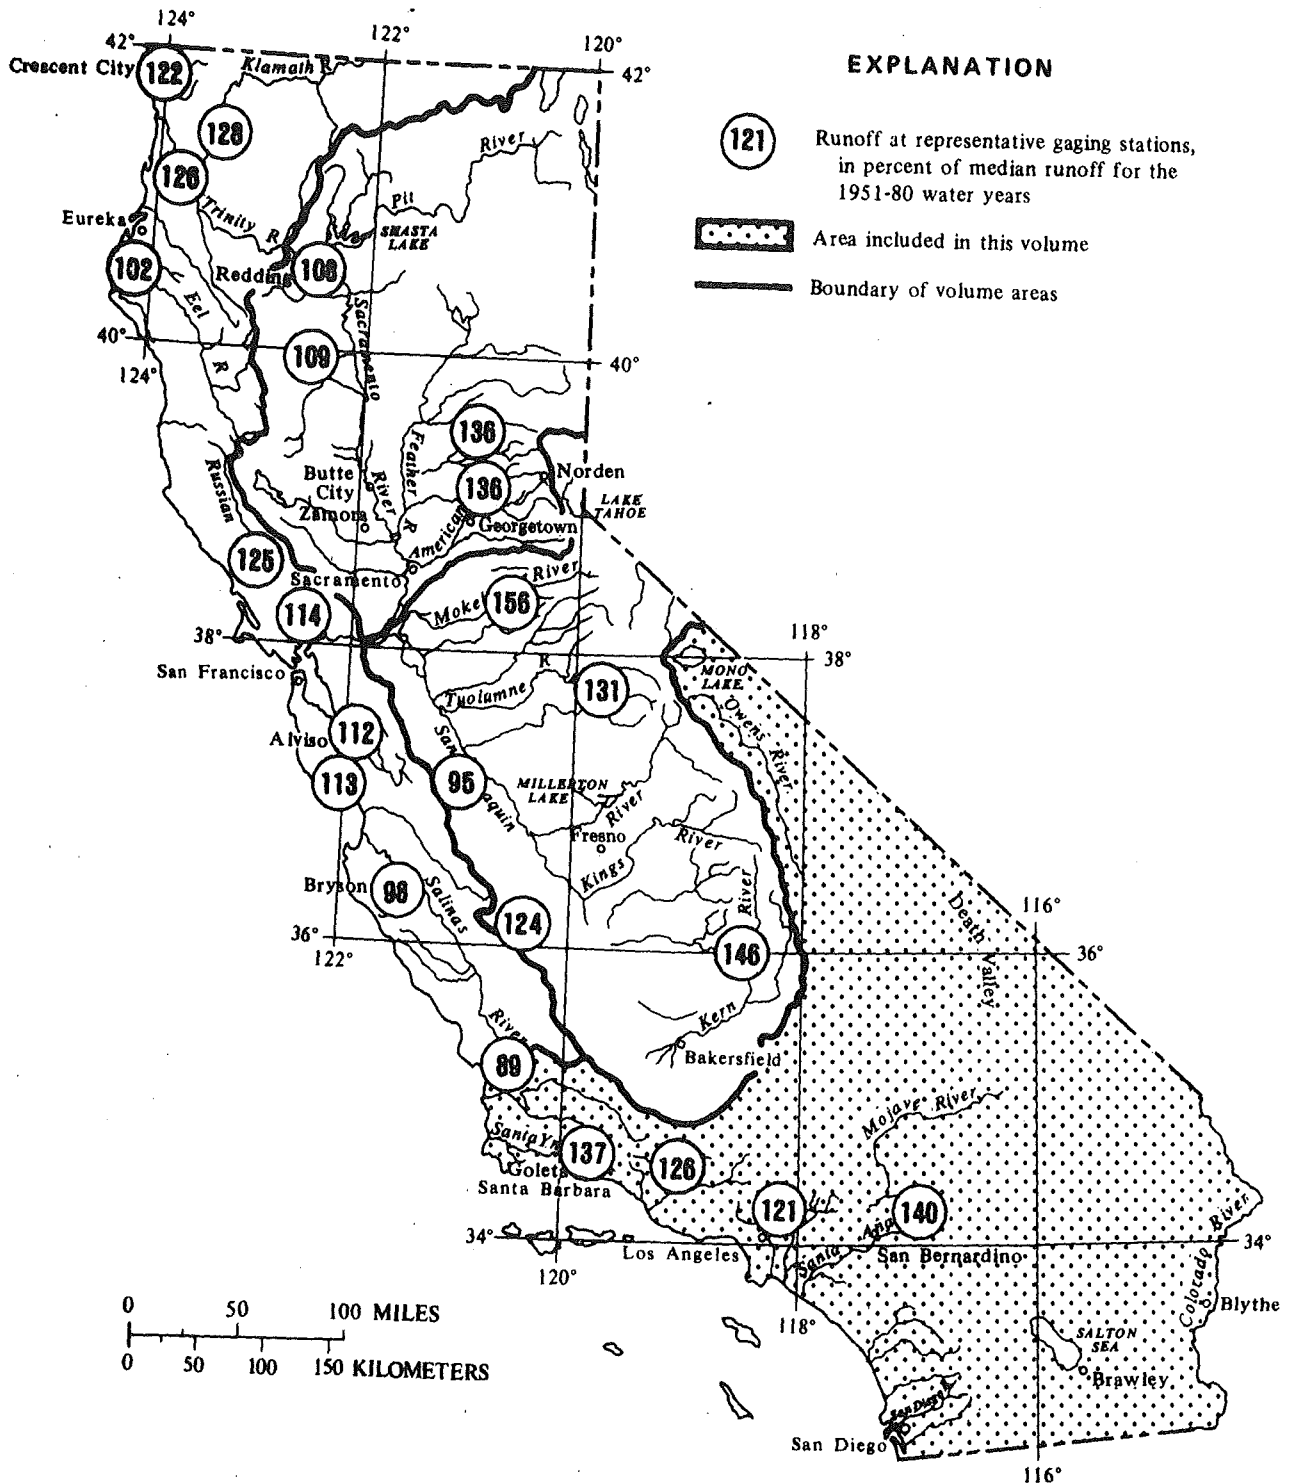 124°
122°
120°
42°
42°
Crescent City
122
Klamath R
EXPLANATION
128
121
Runoff at representative gaging stations,
in percent of median runoff for the
1951-80 water years
126
River
Pit
Trinity R
SHASTA
LAKE
Eureka
Area included in this volume
102
Redding
108
Boundary of volume areas
Eel
R
Sacramento
River
40°
40°
124°
109
136
Feather
R
Norden
Russian
Butte
City
136
LAKE
TAHOE
Zamora
American
Georgetown
125
Sacramento
River
Moke
156
114
38°
118°
38°
San Francisco
MONO
LAKE
R
Tuolumne
131
Owens River
Alviso
112
San
113
95
aquin
MILLERTON
LAKE
River
Fresno
River
Kings
Bryson
98
Salinas
River
River
Death Valley
116°
124
36°
36°
122°
146
Kern
Bakersfield
89
Mojave River
Santa Yn
137
126
Goleta
Santa Barbara
121
140
Santa Ana
34°
34°
Los Angeles
San Bernardino
120°
118°
Colorado River
Blythe
0 50 100 MILES
0 50 100 150 KILOMETERS
SALTON
SEA
Brawley
San Diego R
San Diego
116°